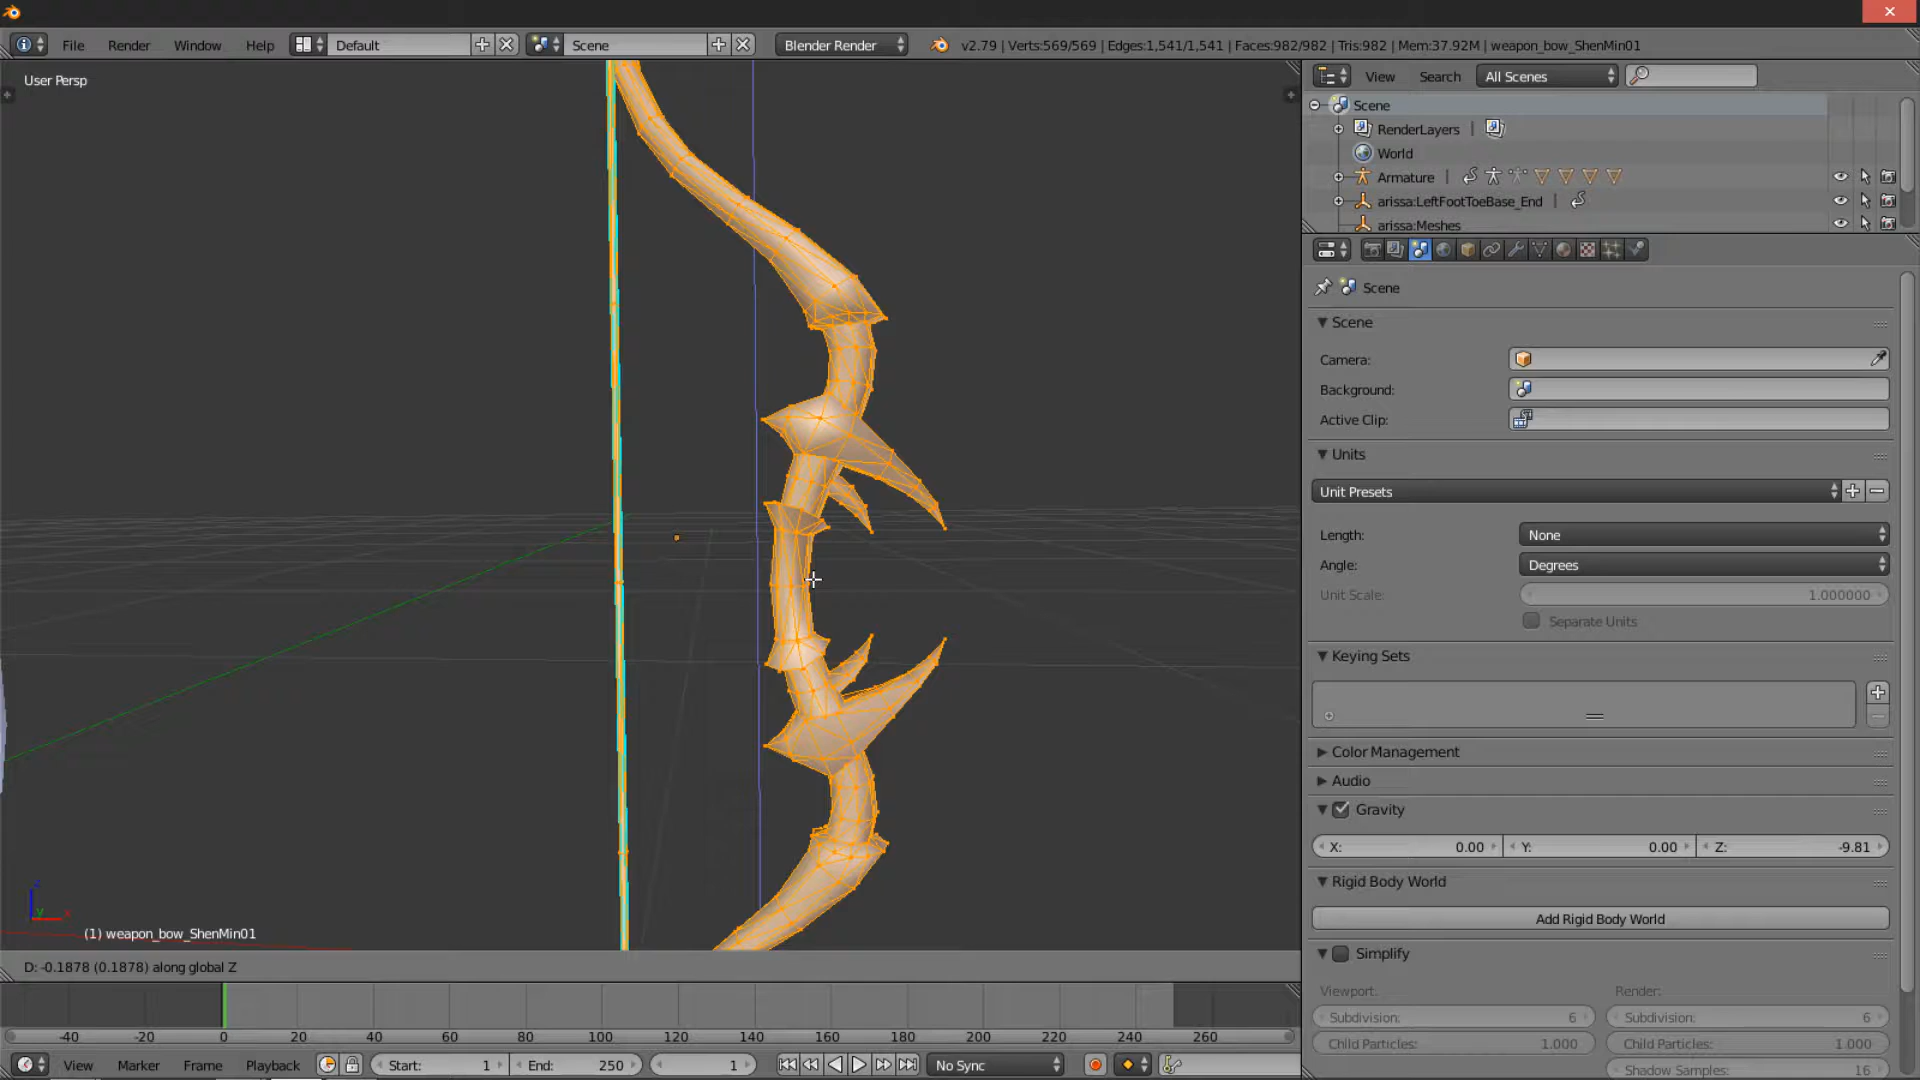 File Render Window Help Default Scene Blender Render v2.79 | Verts:569/569 | Edges:1,541/1,541 | Faces:982/982 | Tris:982 | Mem:37.92M | weapon_bow_ShenMin01
User Persp
View Search All Scenes
Scene
RenderLayers |
World
Armature |
arissa:LeftFootToeBase_End |
arissa:Meshes
Scene
Scene
Camera:
Background:
Active Clip:
Units
Unit Presets
Length: None
Angle: Degrees
Unit Scale: 1.000000
Separate Units
Keying Sets
Color Management
Audio
Gravity
X: 0.00 Y: 0.00 Z: -9.81
Rigid Body World
Add Rigid Body World
Simplify
Viewport: Render:
Subdivision: 6 Subdivision: 6
Child Particles: 1.000 Child Particles: 1.000
Shadow Samples: 16
z
y x
(1) weapon_bow_ShenMin01
D: -0.1878 (0.1878) along global Z
-40 -20 0 20 40 60 80 100 120 140 160 180 200 220 240 260
View Marker Frame Playback Start: 1 End: 250 1 No Sync